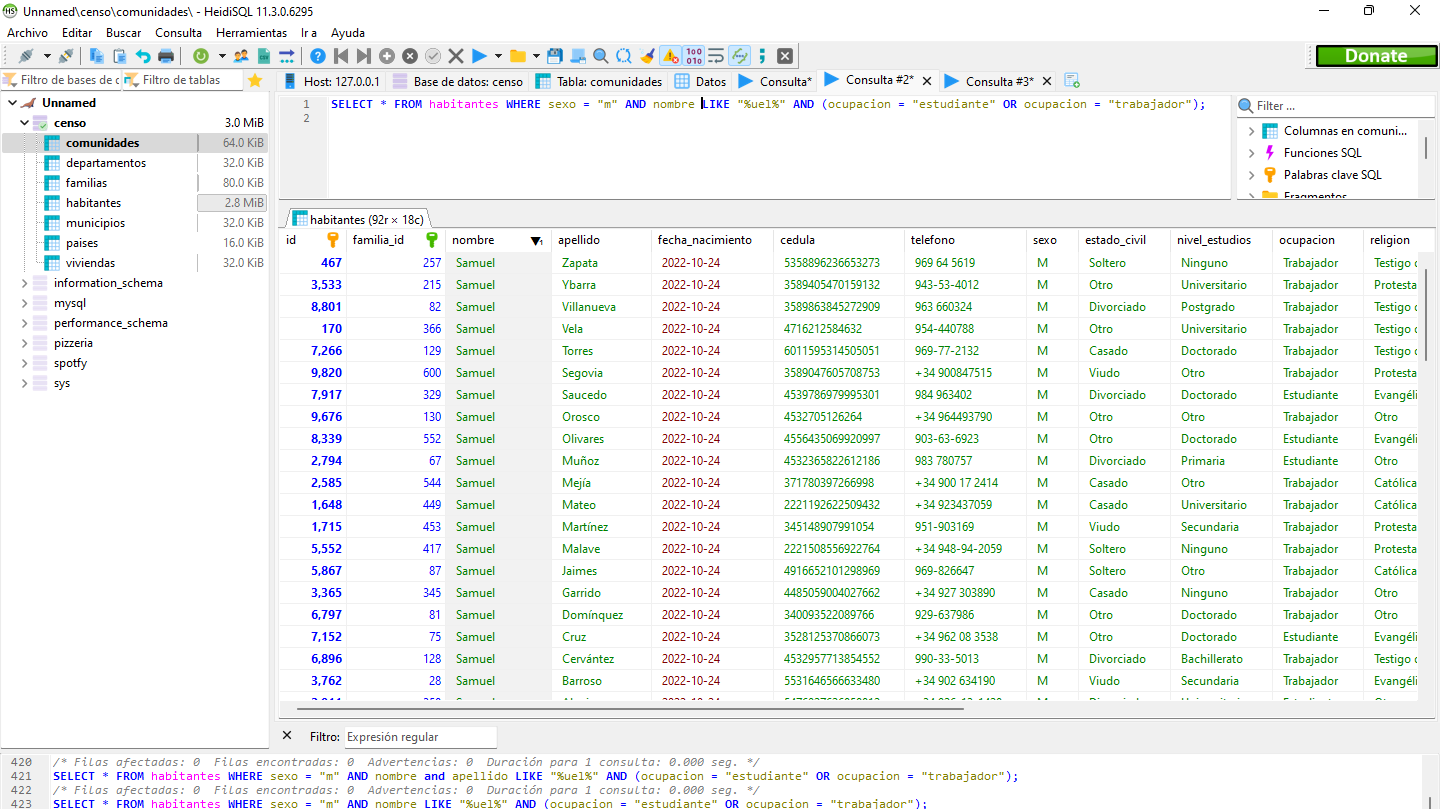 Unnamed\censo\comunidades\ - HeidiSQL 11.3.0.6295
Archivo Editar Buscar Consulta Herramientas Ir a Ayuda
Donate
Filtro de bases de c Filtro de tablas
Host: 127.0.0.1 Base de datos: censo Tabla: comunidades Datos Consulta* Consulta #2* Consulta #3*
Unnamed
censo 3.0 MiB
comunidades 64.0 KiB
departamentos 32.0 KiB
familias 80.0 KiB
habitantes 2.8 MiB
municipios 32.0 KiB
paises 16.0 KiB
viviendas 32.0 KiB
information_schema
mysql
performance_schema
pizzeria
spotfy
sys
1 SELECT * FROM habitantes WHERE sexo = "m" AND nombre LIKE "%uel%" AND (ocupacion = "estudiante" OR ocupacion = "trabajador");
2
Filter ...
Columnas en comuni...
Funciones SQL
Palabras clave SQL
Fragmentos
habitantes (92r × 18c)
id familia_id nombre apellido fecha_nacimiento cedula telefono sexo estado_civil nivel_estudios ocupacion religion
467 257 Samuel Zapata 2022-10-24 5358896236653273 969 64 5619 M Soltero Ninguno Trabajador Testigo c
3,533 215 Samuel Ybarra 2022-10-24 3589405470159132 943-53-4012 M Otro Universitario Trabajador Protesta
8,801 82 Samuel Villanueva 2022-10-24 3589863845272909 963 660324 M Divorciado Postgrado Trabajador Testigo c
170 366 Samuel Vela 2022-10-24 4716212584632 954-440788 M Otro Universitario Trabajador Testigo c
7,266 129 Samuel Torres 2022-10-24 6011595314505051 969-77-2132 M Casado Doctorado Trabajador Testigo c
9,820 600 Samuel Segovia 2022-10-24 3589047605708753 +34 900847515 M Viudo Otro Trabajador Protesta
7,917 329 Samuel Saucedo 2022-10-24 4539786979995301 984 963402 M Divorciado Doctorado Estudiante Evangéli
9,676 130 Samuel Orosco 2022-10-24 4532705126264 +34 964493790 M Otro Otro Trabajador Otro
8,339 552 Samuel Olivares 2022-10-24 4556435069920997 903-63-6923 M Otro Doctorado Estudiante Evangéli
2,794 67 Samuel Muñoz 2022-10-24 4532365822612186 983 780757 M Divorciado Primaria Estudiante Otro
2,585 544 Samuel Mejía 2022-10-24 371780397266998 +34 900 17 2414 M Casado Otro Trabajador Católica
1,648 449 Samuel Mateo 2022-10-24 2221192622509432 +34 923437059 M Casado Universitario Trabajador Católica
1,715 453 Samuel Martínez 2022-10-24 345148907991054 951-903169 M Viudo Secundaria Trabajador Protesta
5,552 417 Samuel Malave 2022-10-24 2221508556922764 +34 948-94-2059 M Soltero Ninguno Trabajador Protesta
5,867 87 Samuel Jaimes 2022-10-24 4916652101298969 969-826647 M Soltero Otro Trabajador Católica
3,365 345 Samuel Garrido 2022-10-24 4485059004027662 +34 927 303890 M Casado Ninguno Trabajador Otro
6,797 81 Samuel Domínquez 2022-10-24 340093522089766 929-637986 M Otro Doctorado Trabajador Otro
7,152 75 Samuel Cruz 2022-10-24 3528125370866073 +34 962 08 3538 M Otro Doctorado Estudiante Evangéli
6,896 128 Samuel Cervántez 2022-10-24 4532957713854552 990-33-5013 M Divorciado Bachillerato Trabajador Testigo c
3,762 28 Samuel Barroso 2022-10-24 5531646566633480 +34 902 634190 M Viudo Secundaria Trabajador Evangéli
Filtro: Expresión regular
420 /* Filas afectadas: 0 Filas encontradas: 0 Advertencias: 0 Duración para 1 consulta: 0.000 seg. */
421 SELECT * FROM habitantes WHERE sexo = "m" AND nombre and apellido LIKE "%uel%" AND (ocupacion = "estudiante" OR ocupacion = "trabajador");
422 /* Filas afectadas: 0 Filas encontradas: 0 Advertencias: 0 Duración para 1 consulta: 0.000 seg. */
423 SELECT * FROM habitantes WHERE sexo = "m" AND nombre LIKE "%uel%" AND (ocupacion = "estudiante" OR ocupacion = "trabajador");